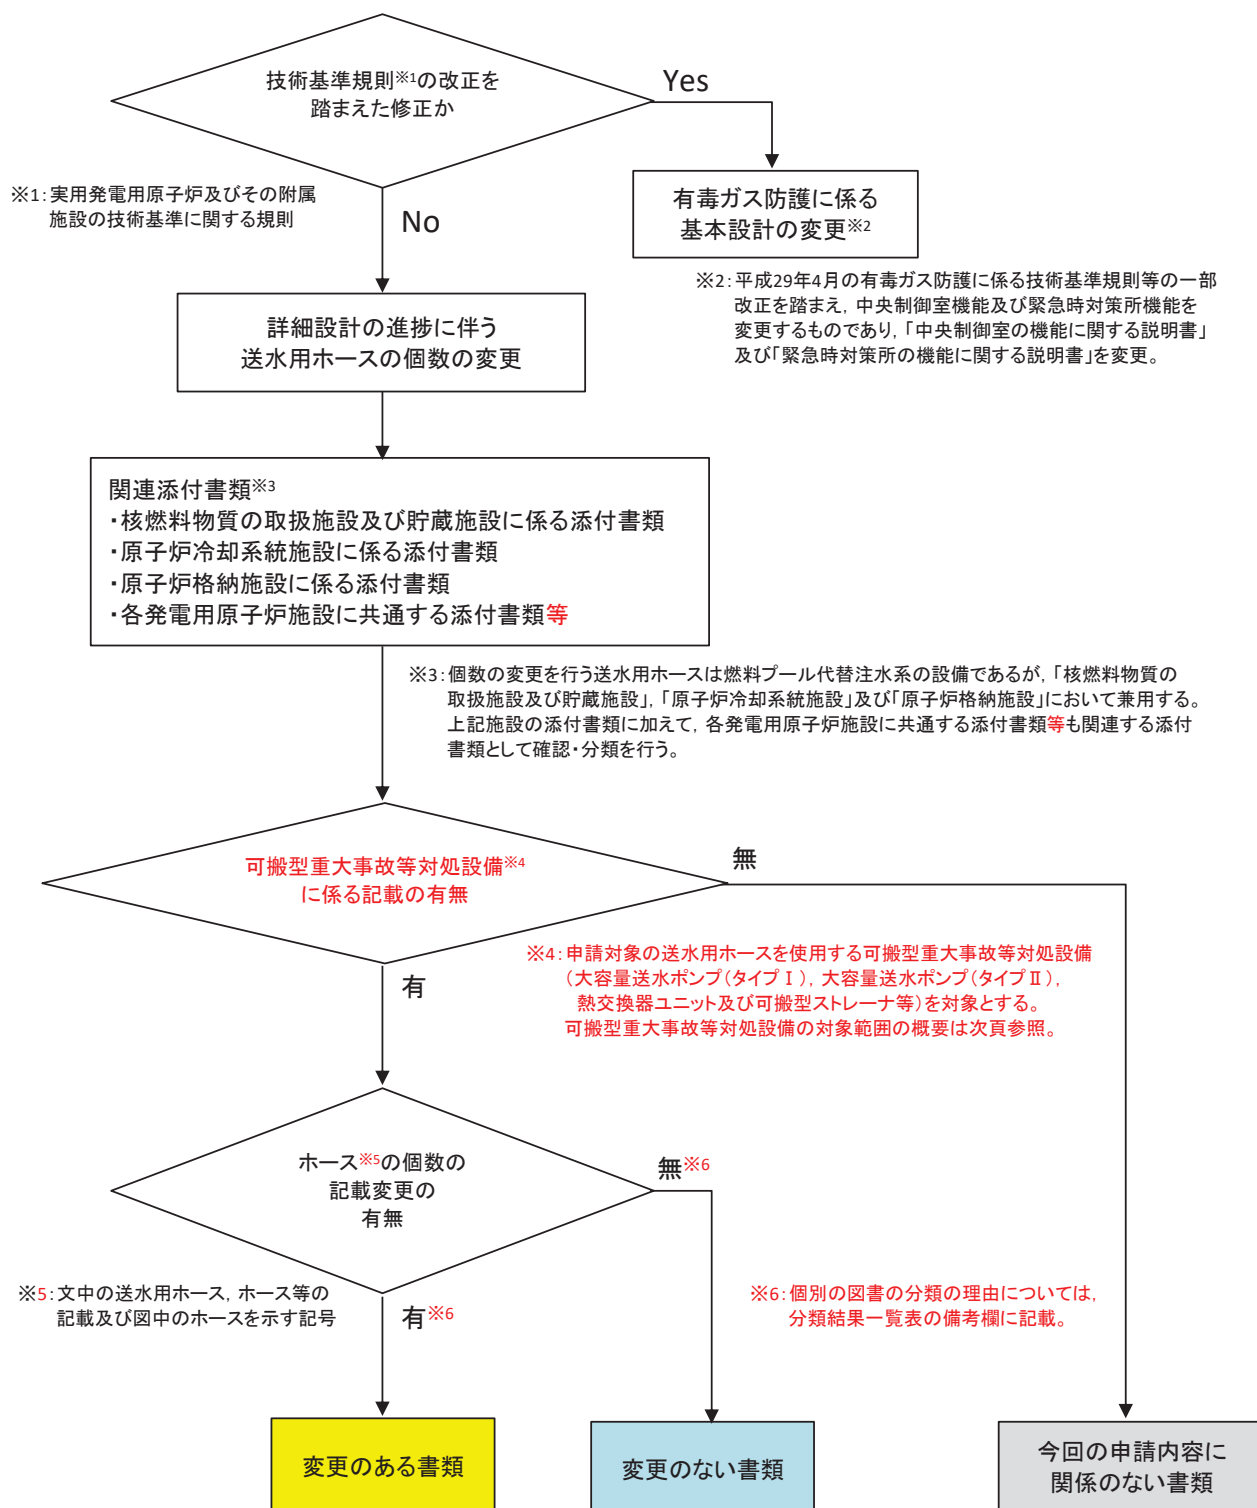 技術基準規則※1の改正を
踏まえた修正か
Yes
※1：実用発電用原子炉及びその附属
施設の技術基準に関する規則
No
有毒ガス防護に係る
基本設計の変更※2
※2：平成29年4月の有毒ガス防護に係る技術基準規則等の一部
改正を踏まえ，中央制御室機能及び緊急時対策所機能を
変更するものであり，「中央制御室の機能に関する説明書」
及び「緊急時対策所の機能に関する説明書」を変更。
詳細設計の進捗に伴う
送水用ホースの個数の変更
関連添付書類※3
・核燃料物質の取扱施設及び貯蔵施設に係る添付書類
・原子炉冷却系統施設に係る添付書類
・原子炉格納施設に係る添付書類
・各発電用原子炉施設に共通する添付書類等
※3：個数の変更を行う送水用ホースは燃料プール代替注水系の設備であるが，「核燃料物質の
取扱施設及び貯蔵施設」，「原子炉冷却系統施設」及び「原子炉格納施設」において兼用する。
上記施設の添付書類に加えて，各発電用原子炉施設に共通する添付書類等も関連する添付
書類として確認・分類を行う。
可搬型重大事故等対処設備※4
に係る記載の有無
無
有
※4：申請対象の送水用ホースを使用する可搬型重大事故等対処設備
（大容量送水ポンプ（タイプⅠ），大容量送水ポンプ（タイプⅡ），
熱交換器ユニット及び可搬型ストレーナ等）を対象とする。
可搬型重大事故等対処設備の対象範囲の概要は次頁参照。
ホース※5の個数の
記載変更の
有無
無※6
※5：文中の送水用ホース，ホース等の
記載及び図中のホースを示す記号
有※6
※6：個別の図書の分類の理由については，
分類結果一覧表の備考欄に記載。
変更のある書類
変更のない書類
今回の申請内容に
関係のない書類